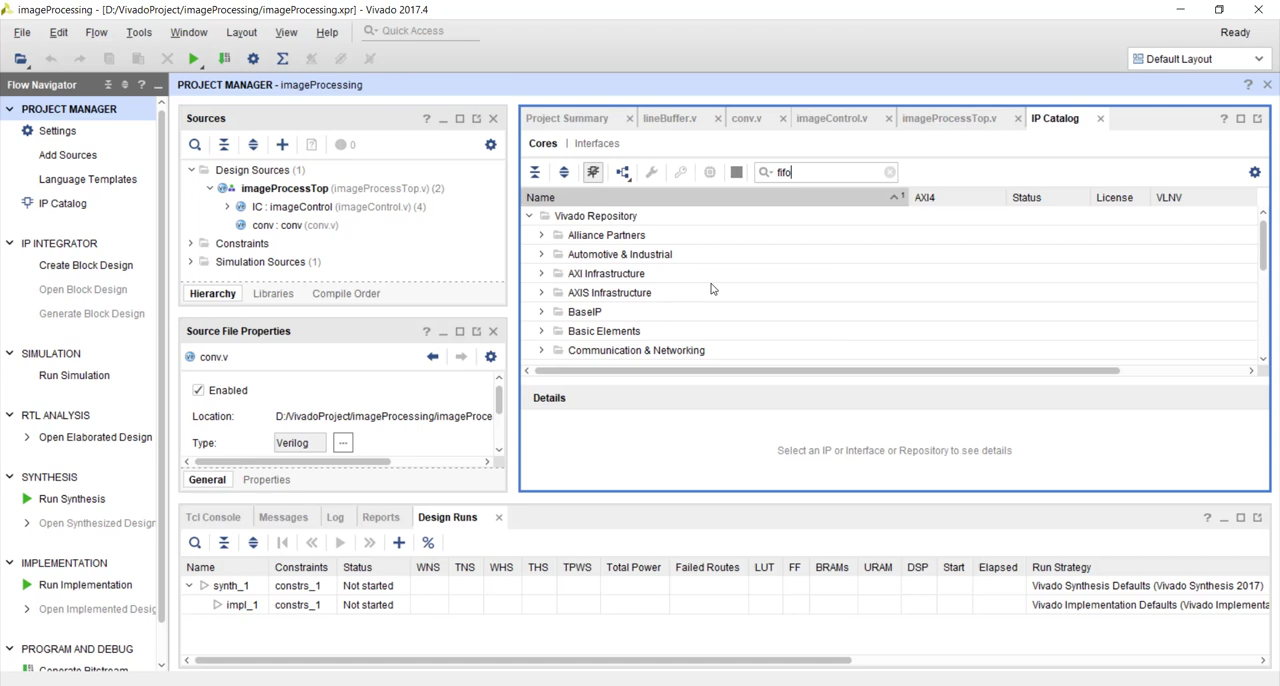 imageProcessing - [D:/VivadoProject/imageProcessing/imageProcessing.xpr] - Vivado 2017.4
File Edit Flow Tools Window Layout View Help Quick Access Ready
Default Layout
Flow Navigator
PROJECT MANAGER - imageProcessing
PROJECT MANAGER
Settings
Add Sources
Language Templates
IP Catalog
IP INTEGRATOR
Create Block Design
Open Block Design
Generate Block Design
SIMULATION
Run Simulation
RTL ANALYSIS
Open Elaborated Design
SYNTHESIS
Run Synthesis
Open Synthesized Design
IMPLEMENTATION
Run Implementation
Open Implemented Desig
PROGRAM AND DEBUG
Generate Bitstream
Sources
0
Design Sources (1)
imageProcessTop (imageProcessTop.v) (2)
IC : imageControl (imageControl.v) (4)
conv : conv (conv.v)
Constraints
Simulation Sources (1)
Hierarchy Libraries Compile Order
Source File Properties
conv.v
Enabled
Location: D:/VivadoProject/imageProcessing/imageProce
Type: Verilog ...
General Properties
Project Summary lineBuffer.v conv.v imageControl.v imageProcessTop.v IP Catalog
Cores Interfaces
fifo
Name 1 AXI4 Status License VLNV
Vivado Repository
Alliance Partners
Automotive & Industrial
AXI Infrastructure
AXIS Infrastructure
BaseIP
Basic Elements
Communication & Networking
Details
Select an IP or Interface or Repository to see details
Tcl Console Messages Log Reports Design Runs
Name Constraints Status WNS TNS WHS THS TPWS Total Power Failed Routes LUT FF BRAMs URAM DSP Start Elapsed Run Strategy
synth_1 constrs_1 Not started Vivado Synthesis Defaults (Vivado Synthesis 2017)
impl_1 constrs_1 Not started Vivado Implementation Defaults (Vivado Implementa